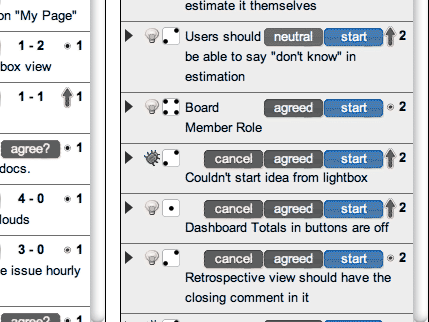 on "My Page"
1 - 2 1
box view
1 - 1 1
agree? 1
docs.
4 - 0 1
louds
3 - 0 1
e issue hourly
agree? 1
estimate it themselves
Users should neutral start 2
be able to say "don't know" in
estimation
Board agreed start 2
Member Role
cancel agreed start 2
Couldn't start idea from lightbox
cancel agreed start 2
Dashboard Totals in buttons are off
cancel agreed start 2
Retrospective view should have the
closing comment in it